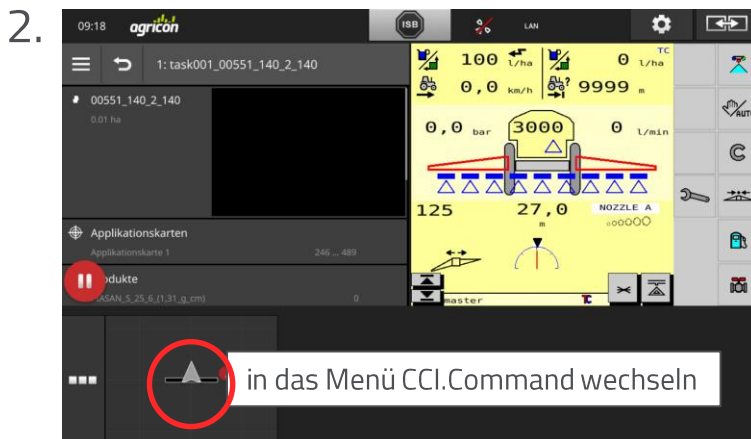 2.
09:18 agricon ISB LAN
1: task001_00551_140_2_140
00551_140_2_140
0.01 ha
Applikationskarten
Applikationskarte 1 246 ... 489
odukte
ASAN_S_25_6_(1,31_g_cm) 0
100 l/ha 0 l/ha TC
0,0 km/h ? 9999 m
0,0 bar 3000 0 l/min
125 27,0 m NOZZLE A
master TC
AUTO
C
in das Menü CCI.Command wechseln